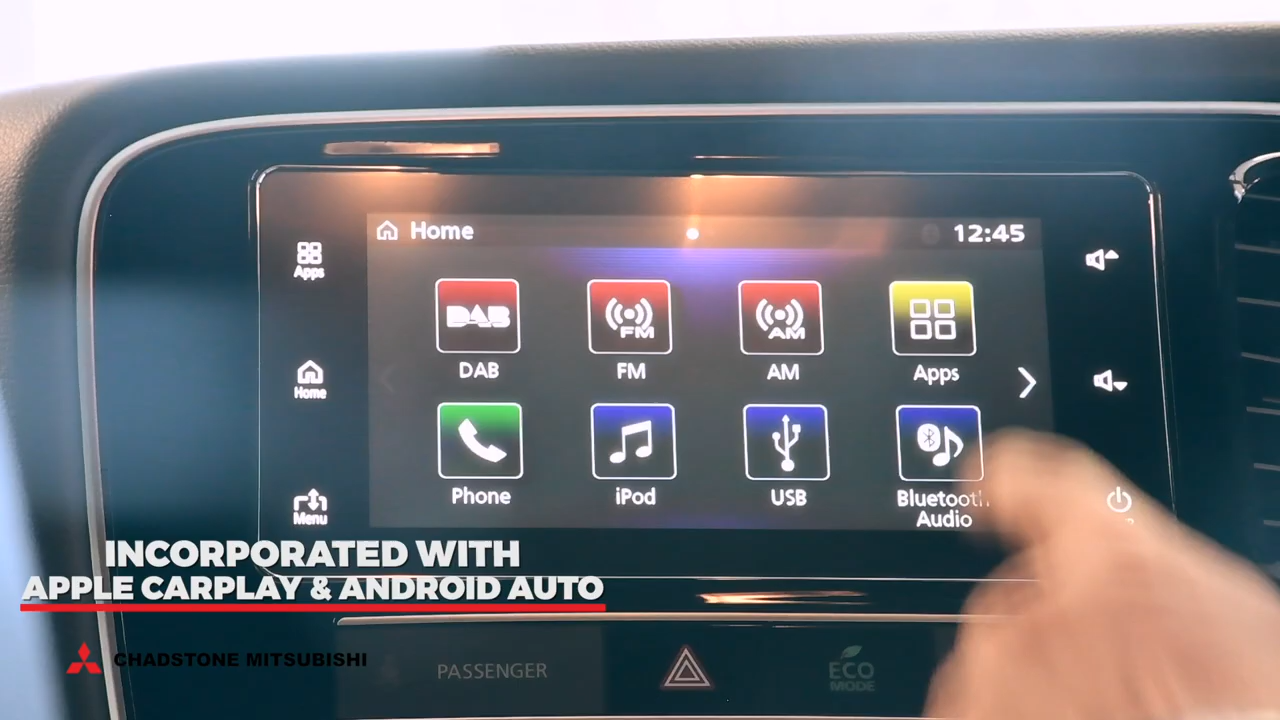 Home
12:45
Apps
Home
Menu
DAB
FM
AM
DAB
FM
AM
Apps
Phone
iPod
USB
Bluetooth
Audio
INCORPORATED WITH
APPLE CARPLAY & ANDROID AUTO
CHADSTONE MITSUBISHI
PASSENGER
ECO
MODE